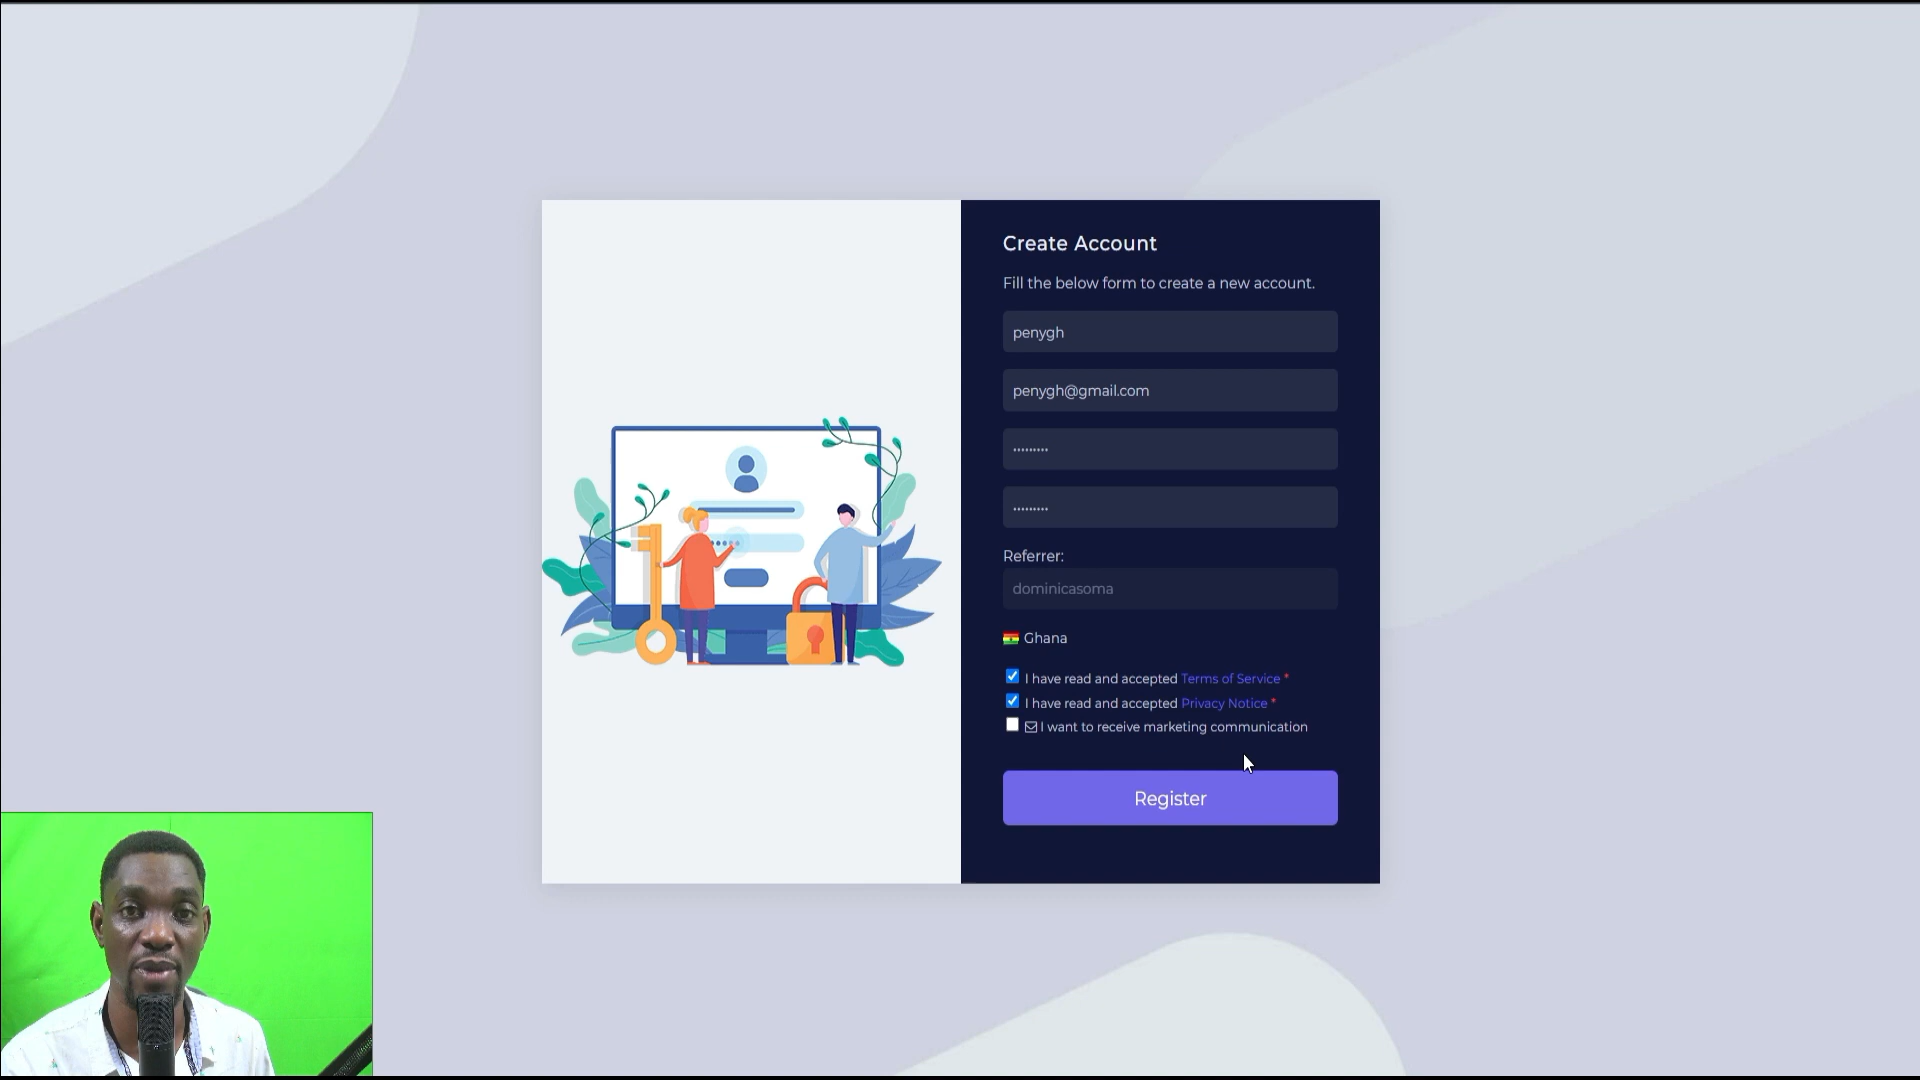 Create Account
Fill the below form to create a new account.
penygh
penygh@gmail.com
•••••••••
•••••••••
Referrer:
dominicasoma
Ghana
I have read and accepted Terms of Service *
I have read and accepted Privacy Notice *
I want to receive marketing communication
Register